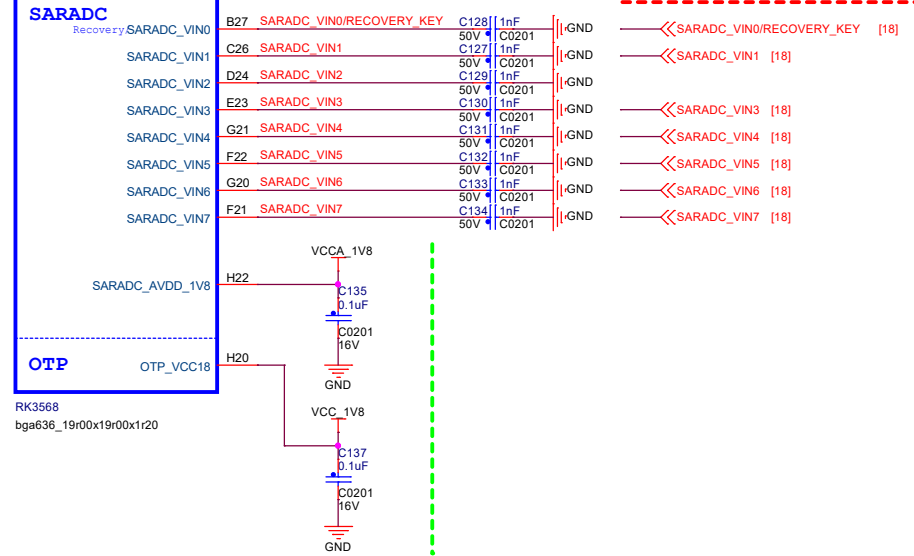 SARADC
Recovery/SARADC_VIN0 B27 SARADC_VIN0/RECOVERY_KEY C128 1nF GND SARADC_VIN0/RECOVERY_KEY [18]
50V C0201
SARADC_VIN1 C26 SARADC_VIN1 C127 1nF GND SARADC_VIN1 [18]
50V C0201
SARADC_VIN2 D24 SARADC_VIN2 C129 1nF GND
50V C0201
SARADC_VIN3 E23 SARADC_VIN3 C130 1nF GND SARADC_VIN3 [18]
50V C0201
SARADC_VIN4 G21 SARADC_VIN4 C131 1nF GND SARADC_VIN4 [18]
50V C0201
SARADC_VIN5 F22 SARADC_VIN5 C132 1nF GND SARADC_VIN5 [18]
50V C0201
SARADC_VIN6 G20 SARADC_VIN6 C133 1nF GND SARADC_VIN6 [18]
50V C0201
SARADC_VIN7 F21 SARADC_VIN7 C134 1nF GND SARADC_VIN7 [18]
50V C0201
VCCA_1V8
SARADC_AVDD_1V8 H22
C135
0.1uF
C0201
16V
GND
OTP OTP_VCC18 H20
RK3568
bga636_19r00x19r00x1r20
VCC_1V8
C137
0.1uF
C0201
16V
GND